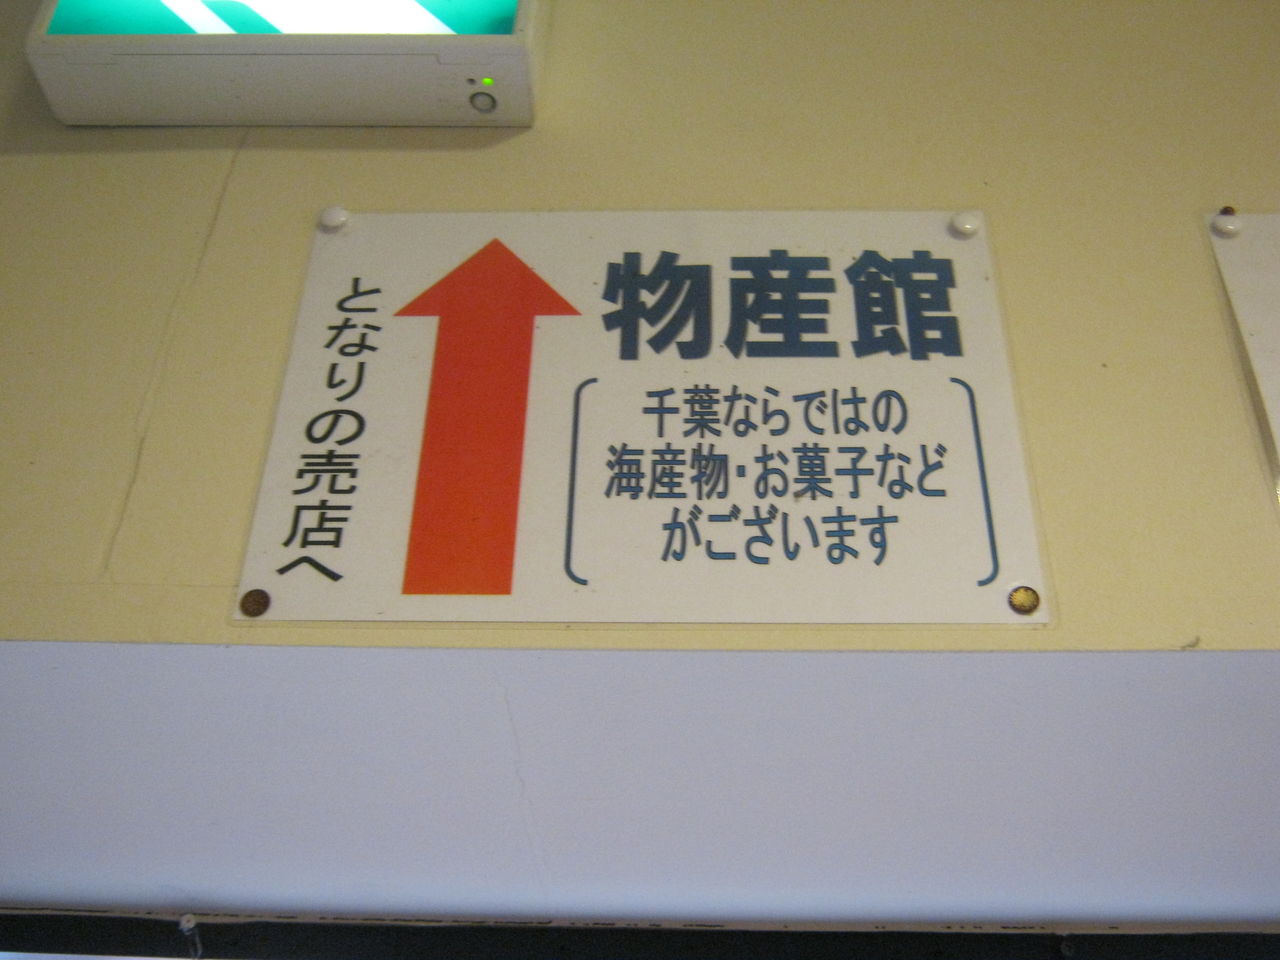 物産館
千葉ならではの
海産物・お菓子など
がございます
となりの売店へ